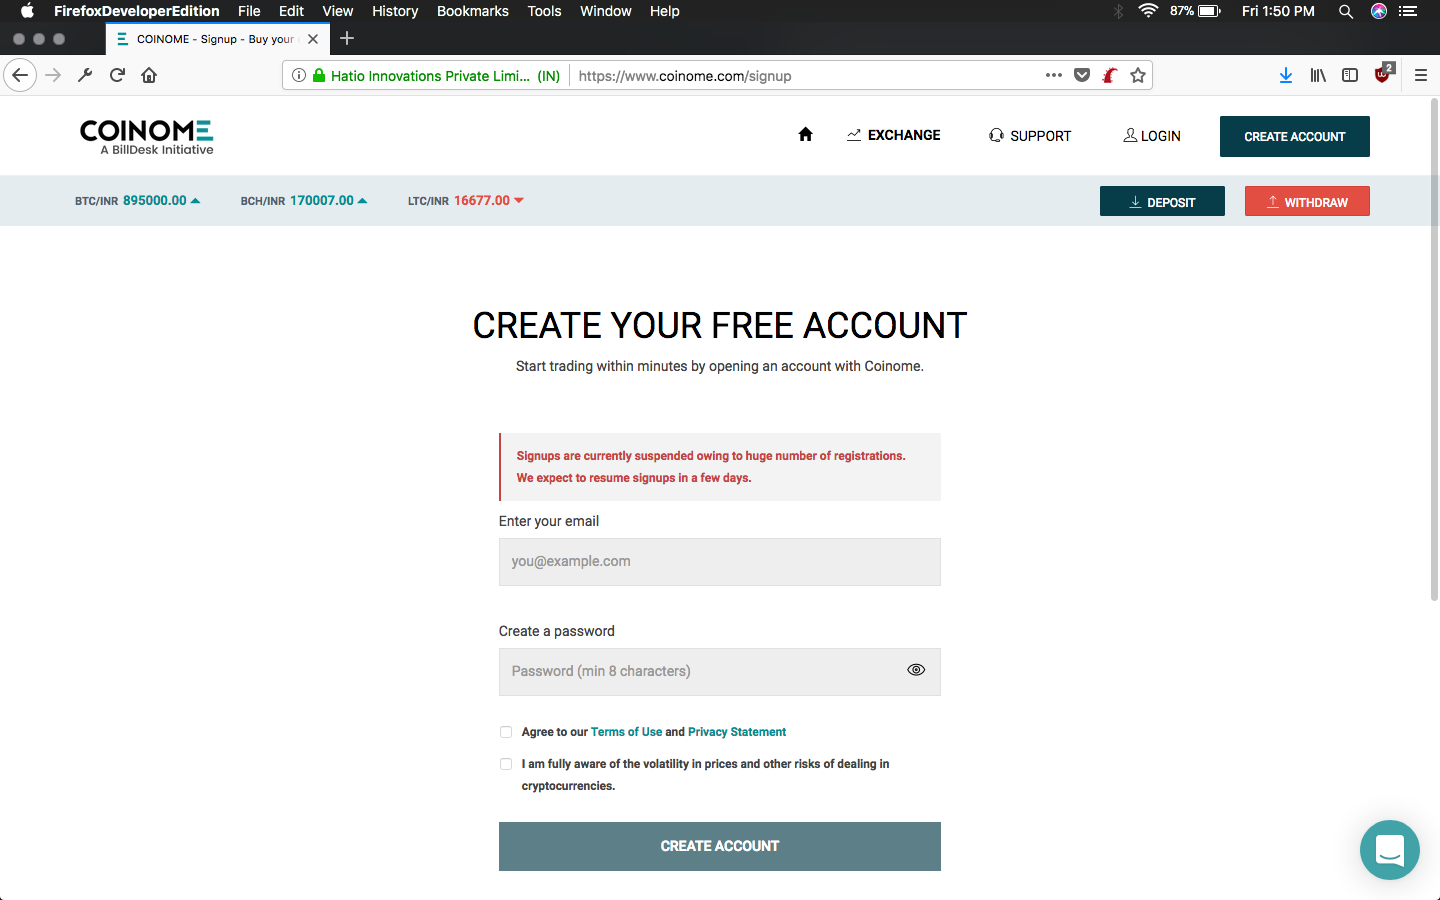 FirefoxDeveloperEdition File Edit View History Bookmarks Tools Window Help 87% Fri 1:50 PM
COINOME - Signup - Buy your
Hatio Innovations Private Limi... (IN) https://www.coinome.com/signup 2
COINOME
A BillDesk Initiative
EXCHANGE SUPPORT LOGIN CREATE ACCOUNT
BTC/INR 895000.00 BCH/INR 170007.00 LTC/INR 16677.00 DEPOSIT WITHDRAW
CREATE YOUR FREE ACCOUNT
Start trading within minutes by opening an account with Coinome.
Signups are currently suspended owing to huge number of registrations.
We expect to resume signups in a few days.
Enter your email
you@example.com
Create a password
Password (min 8 characters)
Agree to our Terms of Use and Privacy Statement
I am fully aware of the volatility in prices and other risks of dealing in
cryptocurrencies.
CREATE ACCOUNT